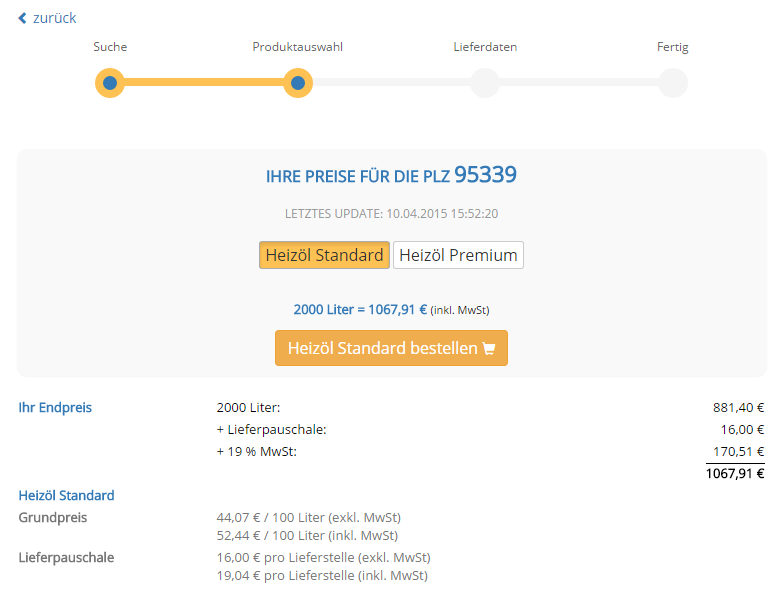 zurück
Suche Produktauswahl Lieferdaten Fertig
IHRE PREISE FÜR DIE PLZ 95339
LETZTES UPDATE: 10.04.2015 15:52:20
Heizöl Standard Heizöl Premium
2000 Liter = 1067,91 € (inkl. MwSt)
Heizöl Standard bestellen
Ihr Endpreis 2000 Liter: 881,40 €
+ Lieferpauschale: 16,00 €
+ 19 % MwSt: 170,51 €
1067,91 €
Heizöl Standard
Grundpreis 44,07 € / 100 Liter (exkl. MwSt)
52,44 € / 100 Liter (inkl. MwSt)
Lieferpauschale 16,00 € pro Lieferstelle (exkl. MwSt)
19,04 € pro Lieferstelle (inkl. MwSt)